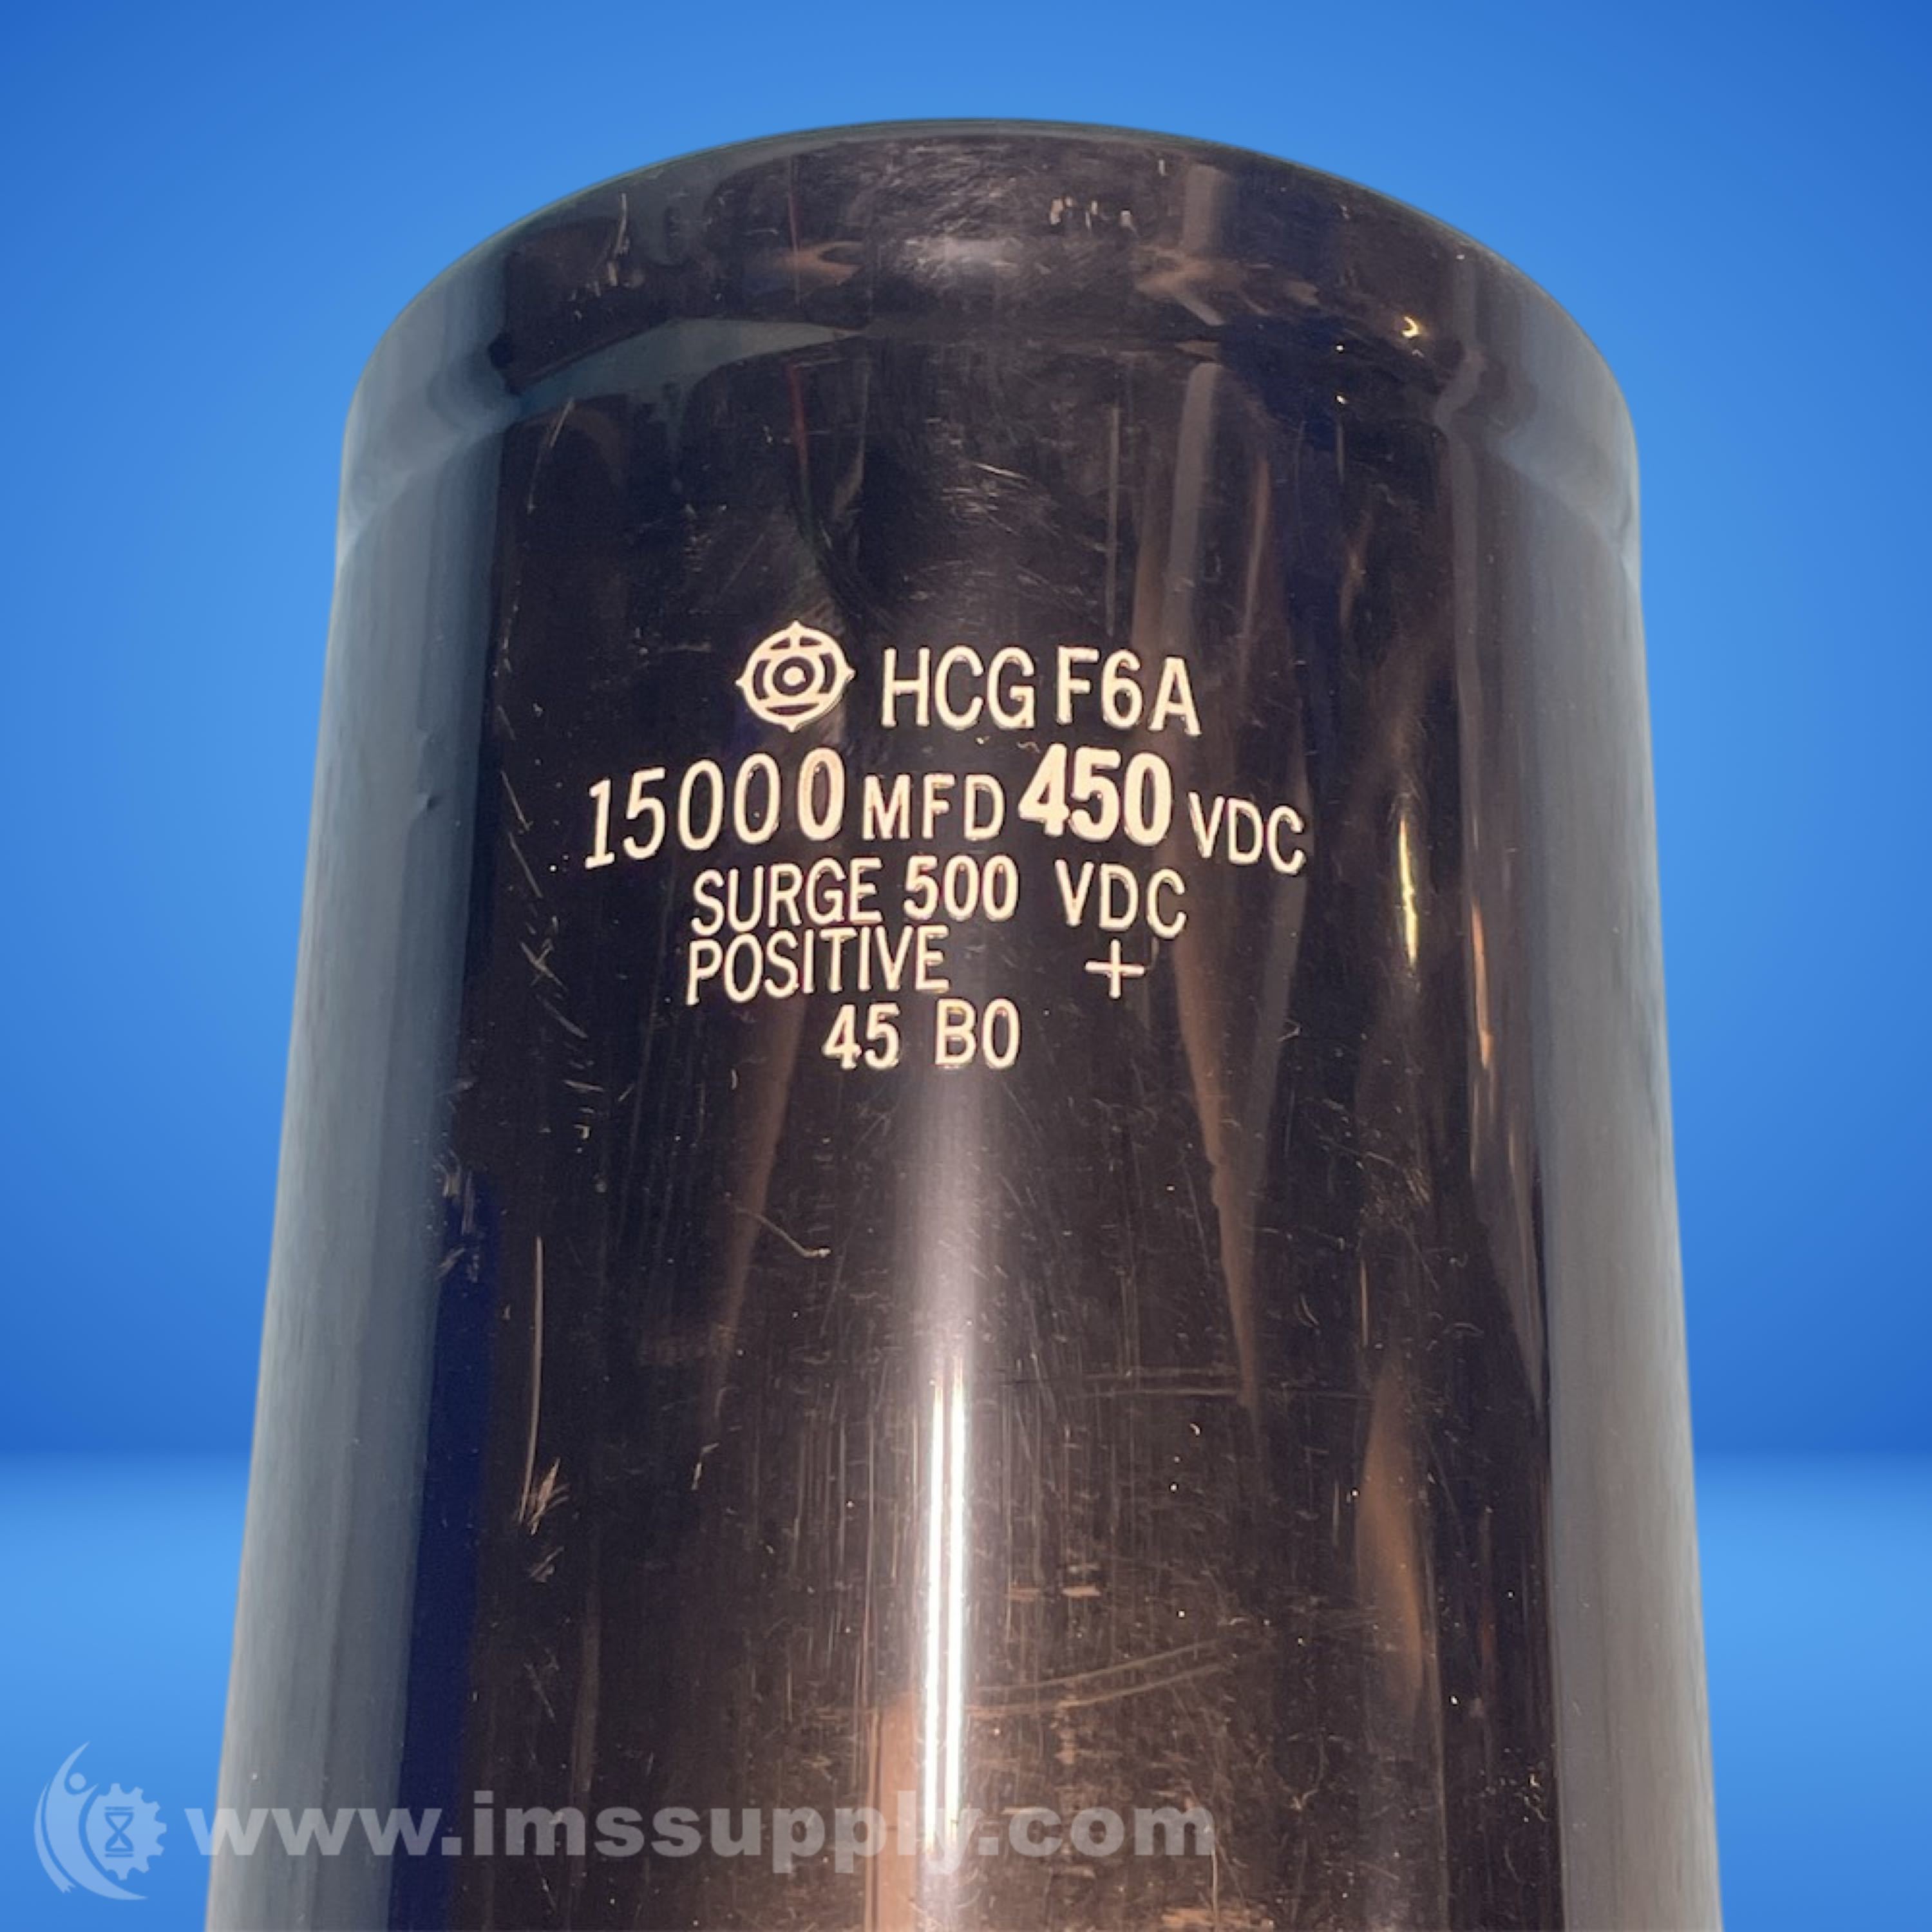 HCG F6A
15000 MFD 450 VDC
SURGE 500 VDC
POSITIVE +
45 B0
www.imssupply.com